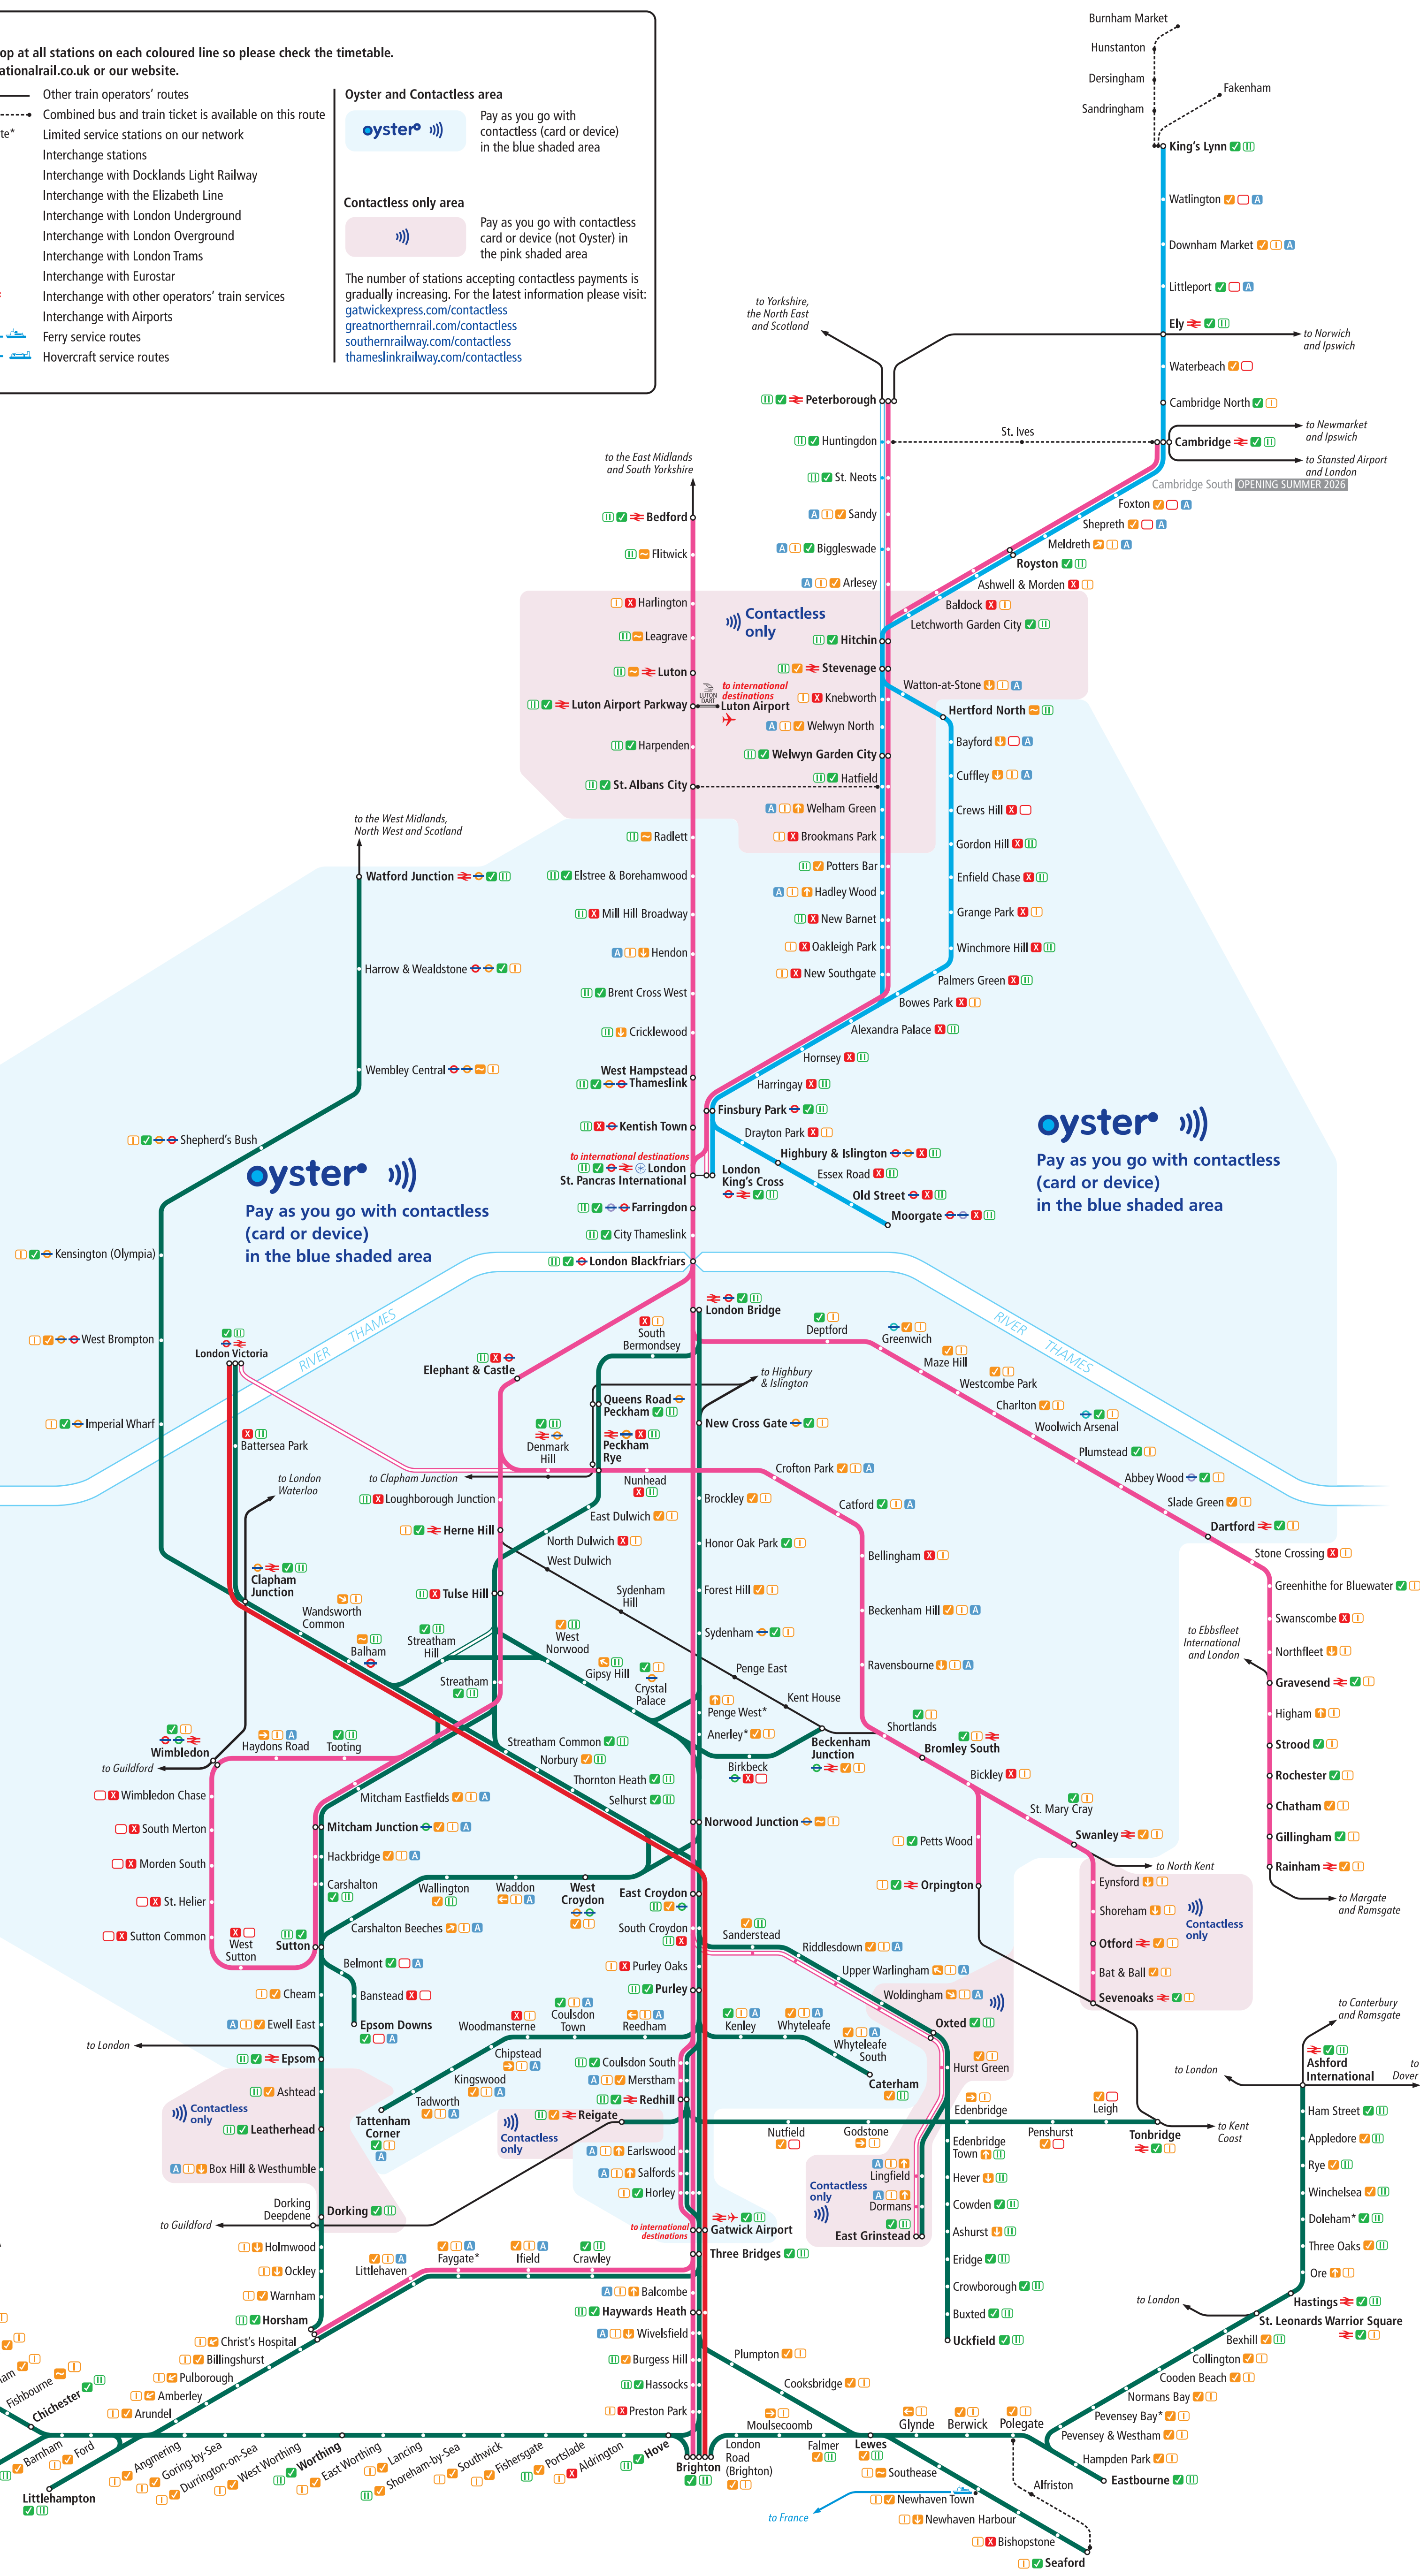 op at all stations on each coloured line so please check the timetable.
ationalrail.co.uk or our website.
Other train operators' routes
Combined bus and train ticket is available on this route
te*
Limited service stations on our network
Interchange stations
Interchange with Docklands Light Railway
Interchange with the Elizabeth Line
Interchange with London Underground
Interchange with London Overground
Interchange with London Trams
Interchange with Eurostar
Interchange with other operators' train services
Interchange with Airports
Ferry service routes
Hovercraft service routes
Oyster and Contactless area
oyster
Pay as you go with
contactless (card or device)
in the blue shaded area
Contactless only area
Pay as you go with contactless
card or device (not Oyster) in
the pink shaded area
The number of stations accepting contactless payments is
gradually increasing. For the latest information please visit:
gatwickexpress.com/contactless
greatnorthernrail.com/contactless
southernrailway.com/contactless
thameslinkrailway.com/contactless
Burnham Market
Hunstanton
Dersingham
Sandringham
Fakenham
King's Lynn
Watlington
Downham Market
Littleport
Ely
to Norwich
and Ipswich
Waterbeach
Cambridge North
Cambridge
to Newmarket
and Ipswich
to Stansted Airport
and London
Cambridge South OPENING SUMMER 2026
Foxton
Shepreth
Meldreth
Royston
Ashwell & Morden
Baldock
Letchworth Garden City
to Yorkshire,
the North East
and Scotland
Peterborough
Huntingdon
St. Ives
St. Neots
Sandy
Biggleswade
Arlesey
Hitchin
Stevenage
Knebworth
Welwyn North
Welwyn Garden City
Hatfield
Welham Green
Brookmans Park
Potters Bar
Hadley Wood
New Barnet
Oakleigh Park
New Southgate
Watton-at-Stone
Hertford North
Bayford
Cuffley
Crews Hill
Gordon Hill
Enfield Chase
Grange Park
Winchmore Hill
Palmers Green
Bowes Park
Alexandra Palace
Hornsey
Harringay
Finsbury Park
Drayton Park
Highbury & Islington
Essex Road
Old Street
Moorgate
London
King's Cross
to the East Midlands
and South Yorkshire
Bedford
Flitwick
Harlington
Contactless
only
Leagrave
Luton
to international
destinations
LUTON
DART
Luton Airport Parkway
Luton Airport
Harpenden
St. Albans City
Radlett
Elstree & Borehamwood
Mill Hill Broadway
Hendon
Brent Cross West
Cricklewood
West Hampstead
Thameslink
Kentish Town
to international destinations
London
St. Pancras International
Farringdon
City Thameslink
London Blackfriars
to the West Midlands,
North West and Scotland
Watford Junction
Harrow & Wealdstone
Wembley Central
Shepherd's Bush
Kensington (Olympia)
West Brompton
Imperial Wharf
oyster
Pay as you go with contactless
(card or device)
in the blue shaded area
oyster
Pay as you go with contactless
(card or device)
in the blue shaded area
RIVER THAMES
RIVER THAMES
London Victoria
Battersea Park
to London
Waterloo
Clapham
Junction
Wandsworth
Common
Balham
Streatham
Hill
Streatham
London Bridge
South
Bermondsey
Elephant & Castle
Queens Road
Peckham
to Highbury
& Islington
New Cross Gate
Peckham
Rye
Denmark
Hill
to Clapham Junction
Nunhead
Crofton Park
Loughborough Junction
Brockley
East Dulwich
Catford
Herne Hill
North Dulwich
West Dulwich
Honor Oak Park
Bellingham
Tulse Hill
Sydenham
Hill
Forest Hill
Beckenham Hill
West
Norwood
Sydenham
Gipsy Hill
Crystal
Palace
Penge East
Ravensbourne
Kent House
Penge West*
Anerley*
Shortlands
Beckenham
Junction
Birkbeck
Bromley South
Bickley
St. Mary Cray
Petts Wood
Orpington
Swanley
to North Kent
Eynsford
Shoreham
Contactless
only
Otford
Bat & Ball
Sevenoaks
Deptford
Greenwich
Maze Hill
Westcombe Park
Charlton
Woolwich Arsenal
Plumstead
Abbey Wood
Slade Green
Dartford
Stone Crossing
Greenhithe for Bluewater
Swanscombe
to Ebbsfleet
International
and London
Northfleet
Gravesend
Higham
Strood
Rochester
Chatham
Gillingham
Rainham
to Margate
and Ramsgate
Wimbledon
to Guildford
Haydons Road
Tooting
Streatham Common
Norbury
Thornton Heath
Selhurst
Norwood Junction
Wimbledon Chase
South Merton
Morden South
St. Helier
Sutton Common
West
Sutton
Sutton
Mitcham Eastfields
Mitcham Junction
Hackbridge
Carshalton
Wallington
Waddon
West
Croydon
East Croydon
South Croydon
Carshalton Beeches
Belmont
Banstead
Epsom Downs
Cheam
Ewell East
to London
Epsom
Ashtead
Contactless
only
Leatherhead
Box Hill & Westhumble
Dorking
Deepdene
Dorking
to Guildford
Holmwood
Ockley
Warnham
Horsham
Christ's Hospital
Billingshurst
Pulborough
Amberley
Arundel
Purley Oaks
Purley
Sanderstead
Riddlesdown
Upper Warlingham
Woldingham
Oxted
Hurst Green
Woodmansterne
Coulsdon
Town
Reedham
Kenley
Whyteleafe
Whyteleafe
South
Caterham
Chipstead
Kingswood
Tadworth
Tattenham
Corner
Coulsdon South
Merstham
Redhill
Reigate
Contactless
only
Nutfield
Godstone
Edenbridge
Penshurst
Leigh
Tonbridge
to Kent
Coast
Earlswood
Salfords
Horley
to international
destinations
Gatwick Airport
Three Bridges
Lingfield
Contactless
only
Dormans
East Grinstead
Edenbridge
Town
Hever
Cowden
Ashurst
Eridge
Crowborough
Buxted
Uckfield
to Canterbury
and Ramsgate
Ashford
International
to London
to
Dover
Ham Street
Appledore
Rye
Winchelsea
Doleham*
Three Oaks
Ore
Hastings
to London
St. Leonards Warrior Square
Bexhill
Collington
Cooden Beach
Normans Bay
Pevensey Bay*
Pevensey & Westham
Hampden Park
Eastbourne
Littlehaven
Faygate*
Ifield
Crawley
Balcombe
Haywards Heath
Wivelsfield
Burgess Hill
Hassocks
Preston Park
Plumpton
Cooksbridge
Moulsecoomb
London
Road
(Brighton)
Falmer
Lewes
Glynde
Berwick
Polegate
Southease
Newhaven Town
to France
Newhaven Harbour
Alfriston
Bishopstone
Seaford
Brighton
Hove
Aldrington
Portslade
Fishersgate
Southwick
Shoreham-by-Sea
Lancing
East Worthing
Worthing
West Worthing
Durrington-on-Sea
Goring-by-Sea
Angmering
Ford
Barnham
Littlehampton
Chichester
Fishbourne
ham